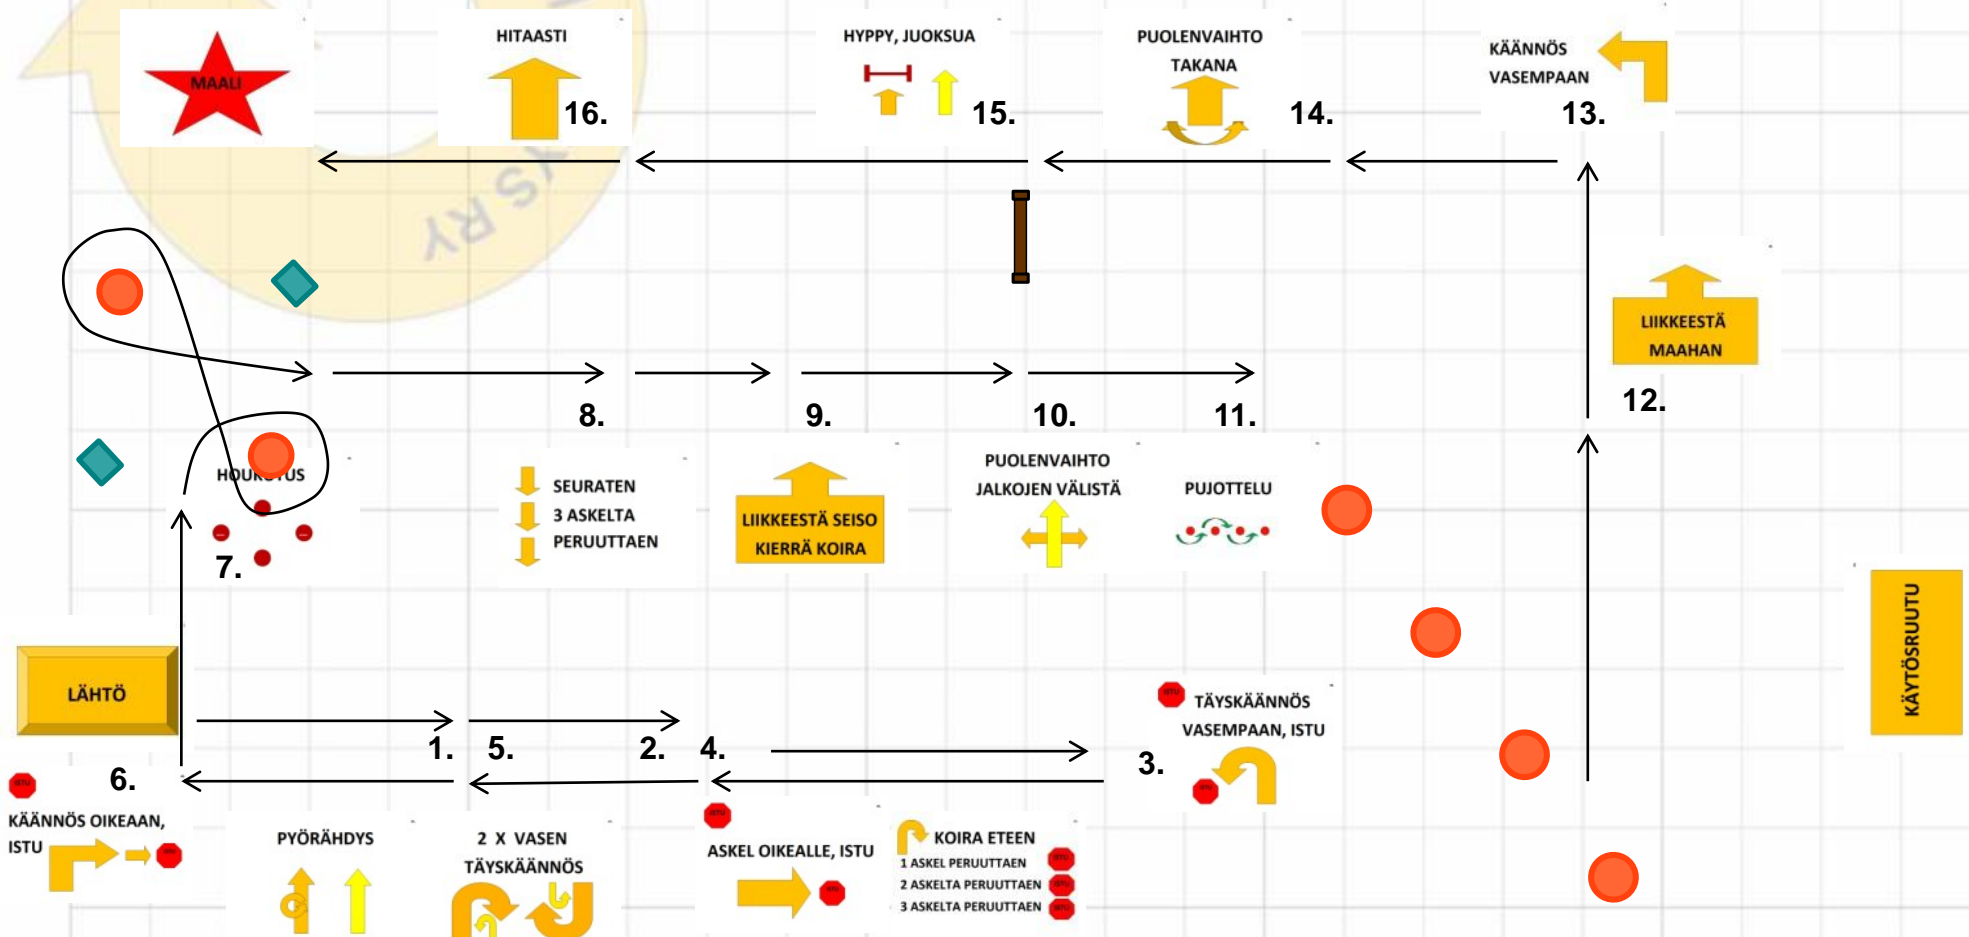 MAALI
HITAASTI
16.
HYPPY, JUOKSUA
15.
PUOLENVAIHTO
TAKANA
14.
KÄÄNNÖS
VASEMPAAN
13.
YS RY
LIIKKEESTÄ
MAAHAN
12.
8.
9.
10.
11.
7.
SEURATEN
3 ASKELTA
PERUUTTAEN
LIIKKEESTÄ SEISO
KIERRÄ KOIRA
PUOLENVAIHTO
JALKOJEN VÄLISTÄ
PUJOTTELU
KÄYTÖSRUUTU
LÄHTÖ
1.
5.
2.
4.
3.
ISTU
TÄYSKÄÄNNÖS
VASEMPAAN, ISTU
6.
KÄÄNNÖS OIKEAAN,
ISTU
PYÖRÄHDYS
2 X VASEN
TÄYSKÄÄNNÖS
ASKEL OIKEALLE, ISTU
KOIRA ETEEN
1 ASKEL PERUUTTAEN
2 ASKELTA PERUUTTAEN
3 ASKELTA PERUUTTAEN